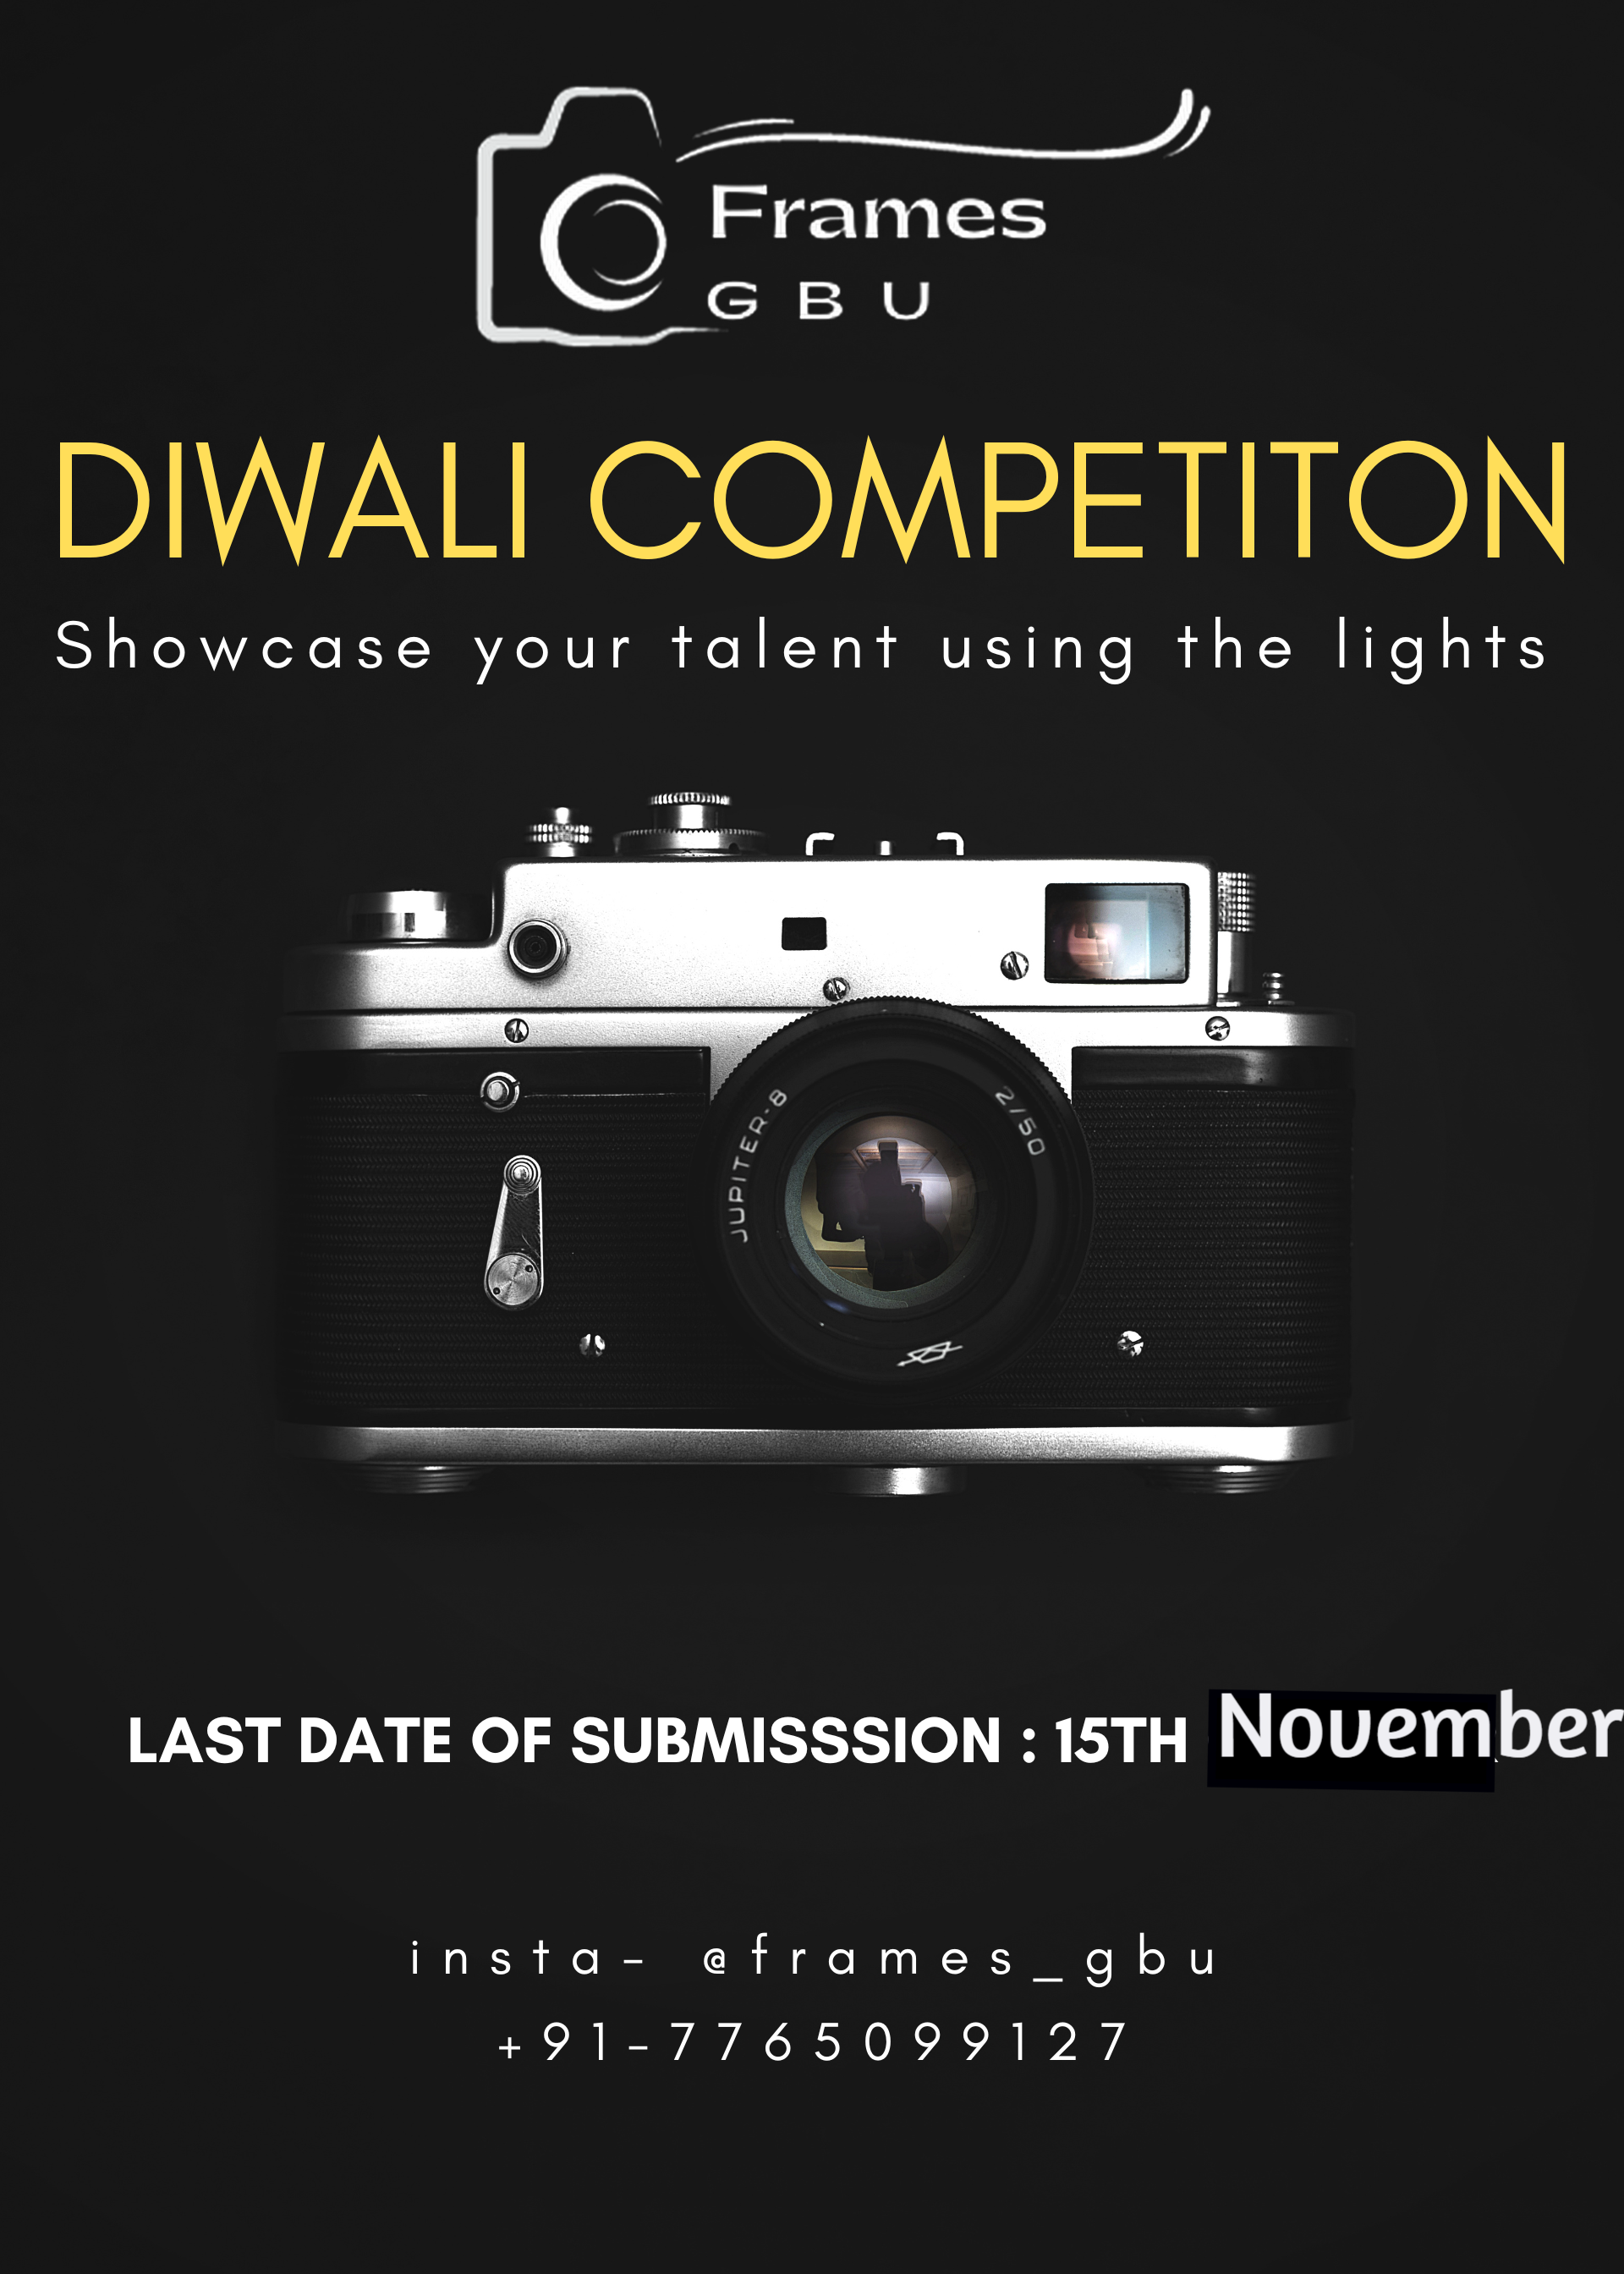 Frames
GBU
DIWALI COMPETITON
Showcase your talent using the lights
JUPITER-8 2/50
LAST DATE OF SUBMISSSION : 15TH November
insta- @frames_gbu
+91-7765099127